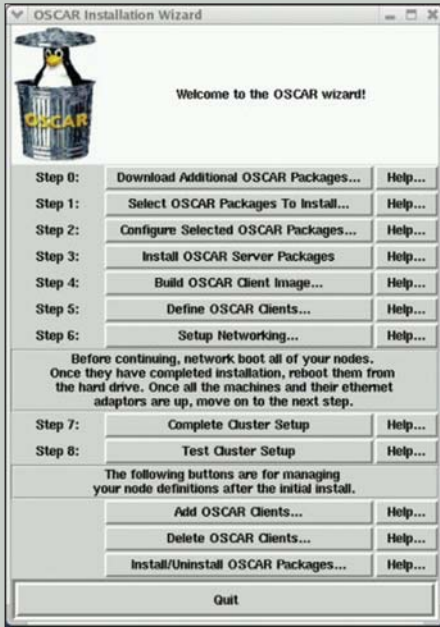 OSCAR Installation Wizard
OSCAR
Welcome to the OSCAR wizard!
Step 0: Download Additional OSCAR Packages... Help...
Step 1: Select OSCAR Packages To Install... Help...
Step 2: Configure Selected OSCAR Packages... Help...
Step 3: Install OSCAR Server Packages Help...
Step 4: Build OSCAR Client Image... Help...
Step 5: Define OSCAR Clients... Help...
Step 6: Setup Networking... Help...
Before continuing, network boot all of your nodes.
Once they have completed installation, reboot them from
the hard drive. Once all the machines and their ethernet
adaptors are up, move on to the next step.
Step 7: Complete Cluster Setup Help...
Step 8: Test Cluster Setup Help...
The following buttons are for managing
your node definitions after the initial install.
Add OSCAR Clients... Help...
Delete OSCAR Clients... Help...
Install/Uninstall OSCAR Packages... Help...
Quit